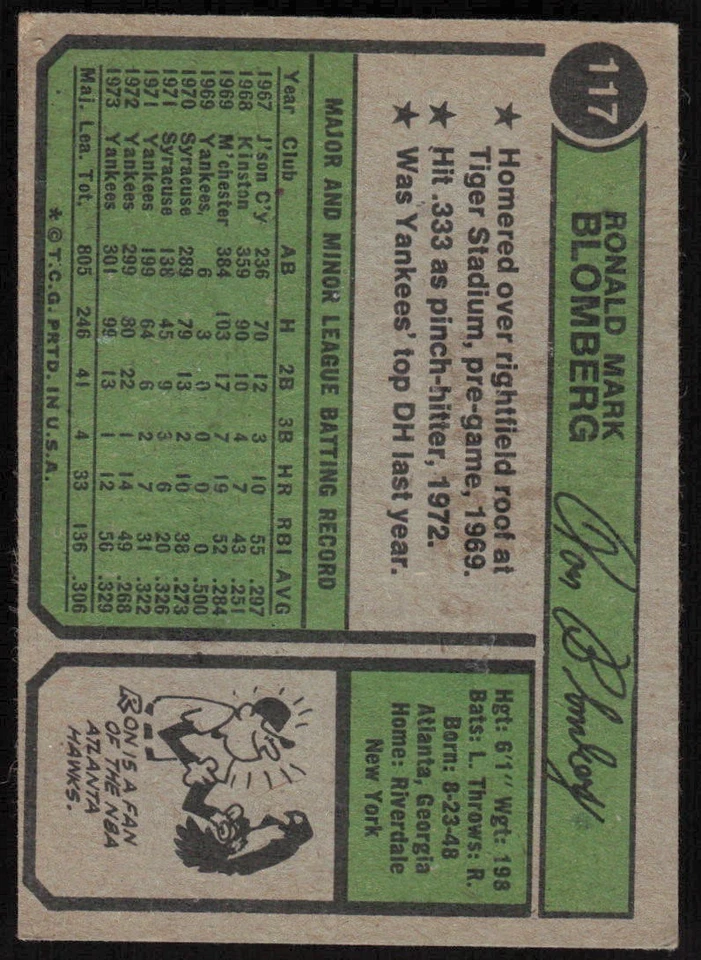 117
RONALD MARK
BLOMBERG
Ron Blomberg
★ Homered over rightfield roof at
Tiger Stadium, pre-game, 1969.
★ Hit .333 as pinch-hitter, 1972.
★ Was Yankees' top DH last year.
Hgt: 6'1" Wgt: 198
Bats: L. Throws: R.
Born: 8-23-48
Atlanta, Georgia
Home: Riverdale
New York
MAJOR AND MINOR LEAGUE BATTING RECORD
Year Club AB H 2B 3B HR RBI AVG
1967 J'son C'y 236 70 12 3 10 55 .297
1968 Kinston 359 90 10 4 7 43 .251
1969 M'chester 384 103 17 7 19 52 .284
1969 Yankees, 6 3 0 0 0 0 .500
1970 Syracuse 289 79 13 2 10 38 .273
1971 Syracuse 138 45 9 3 6 20 .326
1971 Yankees 199 64 6 2 7 31 .322
1972 Yankees 299 80 22 1 14 49 .268
1973 Yankees 301 99 13 1 12 56 .329
Maj. Lea. Tot. 805 246 41 4 33 136 .306
★ © T.C.G. PRTD. IN U.S.A.
RON IS A FAN
OF THE NBA
ATLANTA
HAWKS.